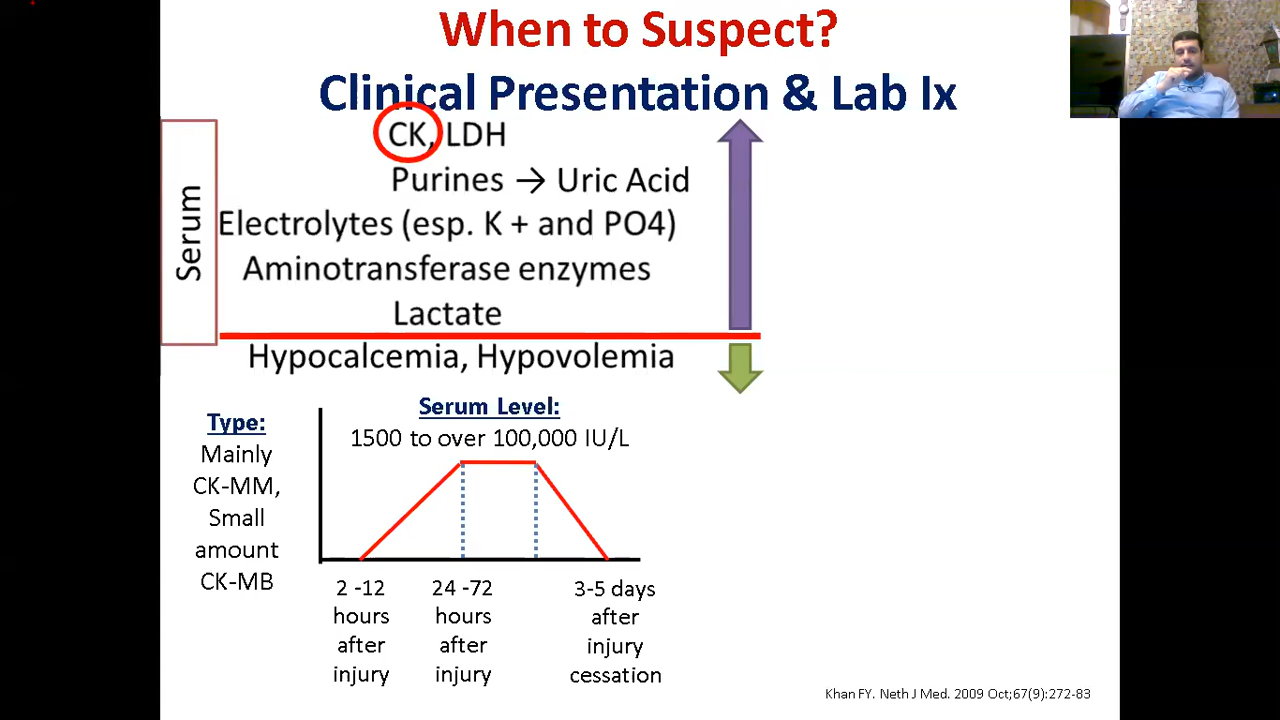 When to Suspect?
Clinical Presentation & Lab Ix
Serum
CK, LDH
Purines → Uric Acid
Electrolytes (esp. K + and PO4)
Aminotransferase enzymes
Lactate
Hypocalcemia, Hypovolemia
Type:
Mainly
CK-MM,
Small
amount
CK-MB
Serum Level:
1500 to over 100,000 IU/L
2 -12
hours
after
injury
24 -72
hours
after
injury
3-5 days
after
injury
cessation
Khan FY. Neth J Med. 2009 Oct;67(9):272-83